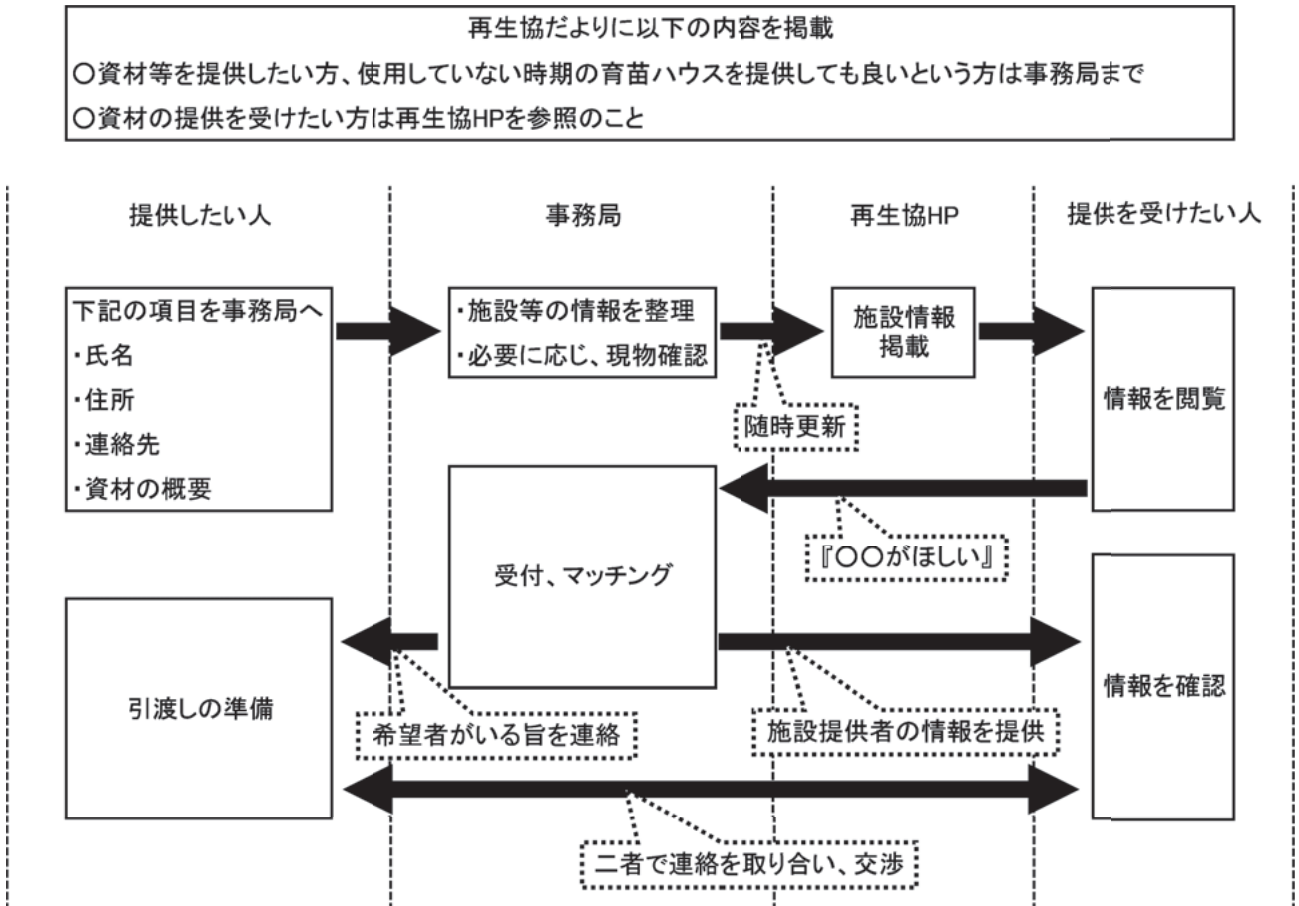 再生協だよりに以下の内容を掲載
〇資材等を提供したい方、使用していない時期の育苗ハウスを提供しても良いという方は事務局まで
〇資材の提供を受けたい方は再生協HPを参照のこと
提供したい人
事務局
再生協HP
提供を受けたい人
下記の項目を事務局へ
・氏名
・住所
・連絡先
・資材の概要
・施設等の情報を整理
・必要に応じ、現物確認
施設情報
掲載
情報を閲覧
随時更新
『〇〇がほしい』
受付、マッチング
引渡しの準備
情報を確認
希望者がいる旨を連絡
施設提供者の情報を提供
二者で連絡を取り合い、交渉